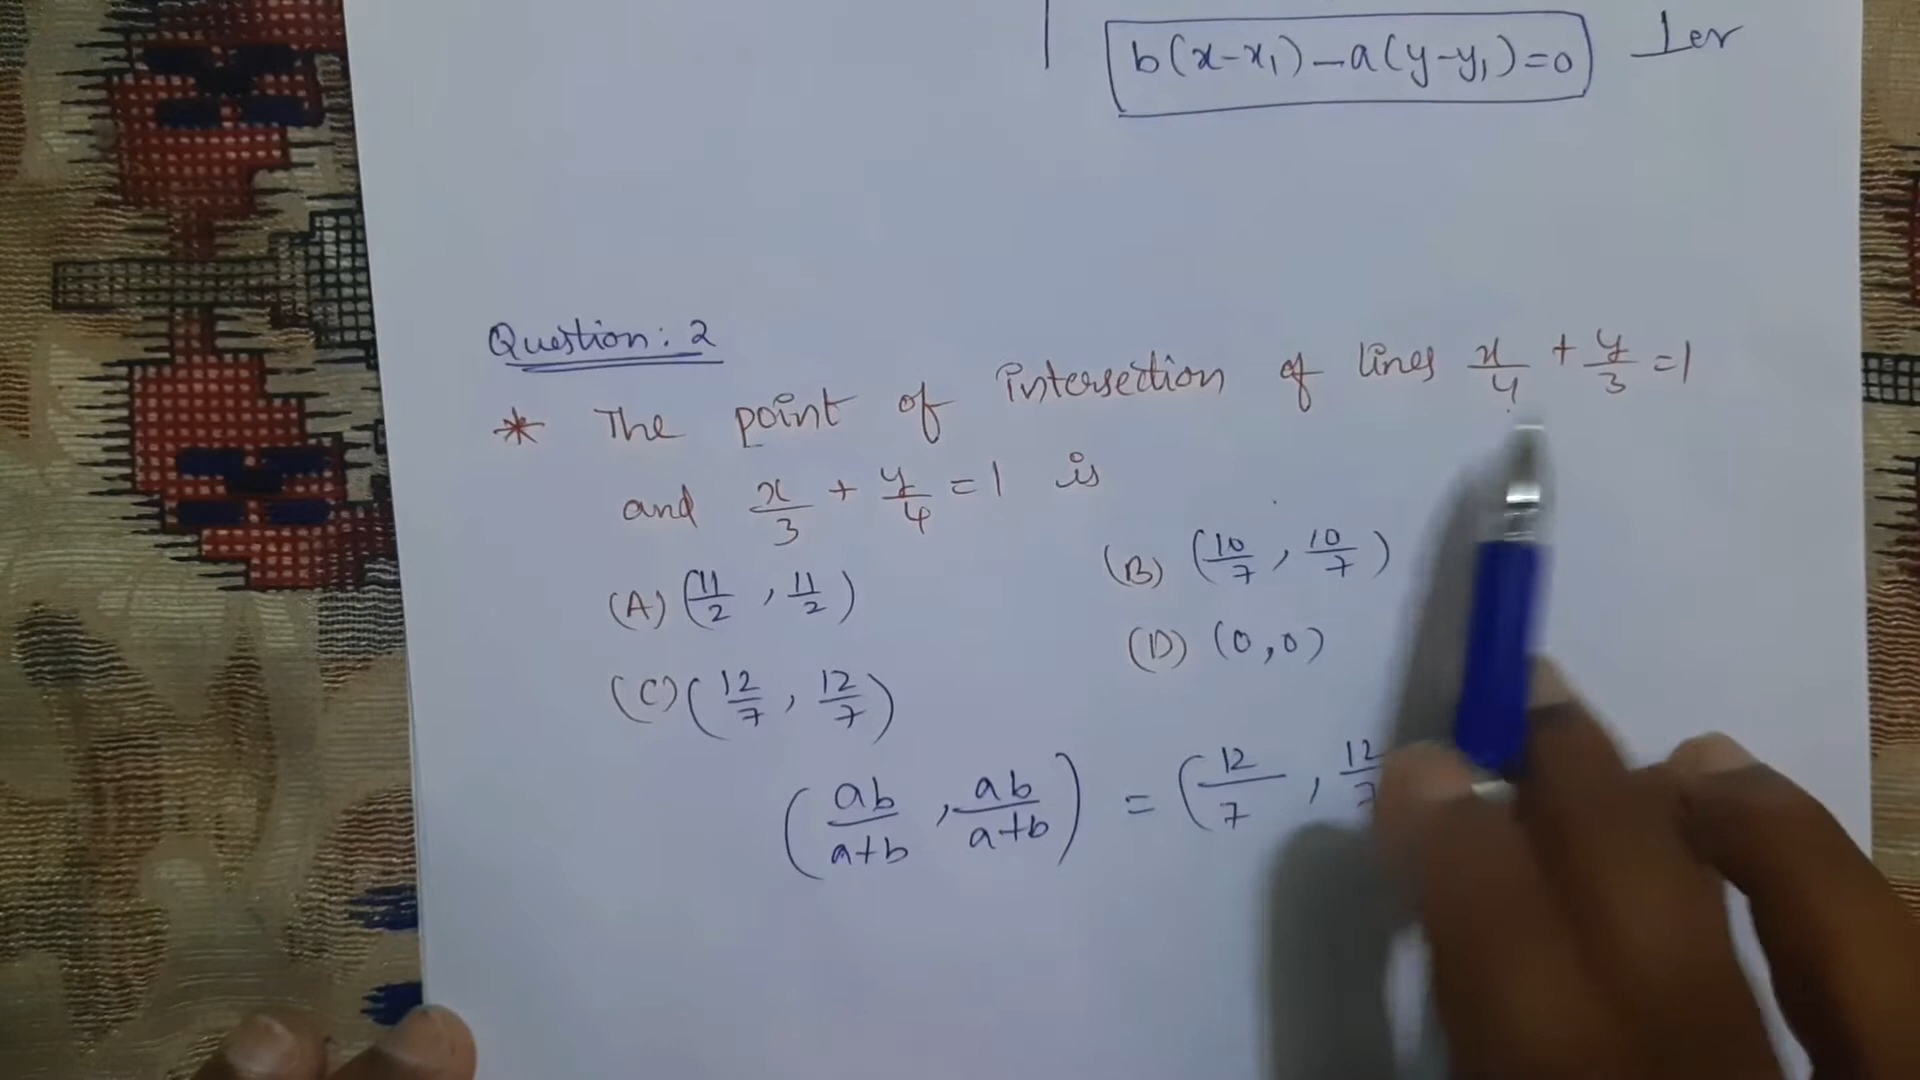 b(x-x₁)-a(y-y₁)=0 ⊥er
Question: 2
* The point of intersection of lines x/4 + y/3 = 1
and x/3 + y/4 = 1 is
(A) (11/2, 11/2) (B) (10/7, 10/7)
(C) (12/7, 12/7) (D) (0,0)
(ab/a+b, ab/a+b) = (12/7, 12/7